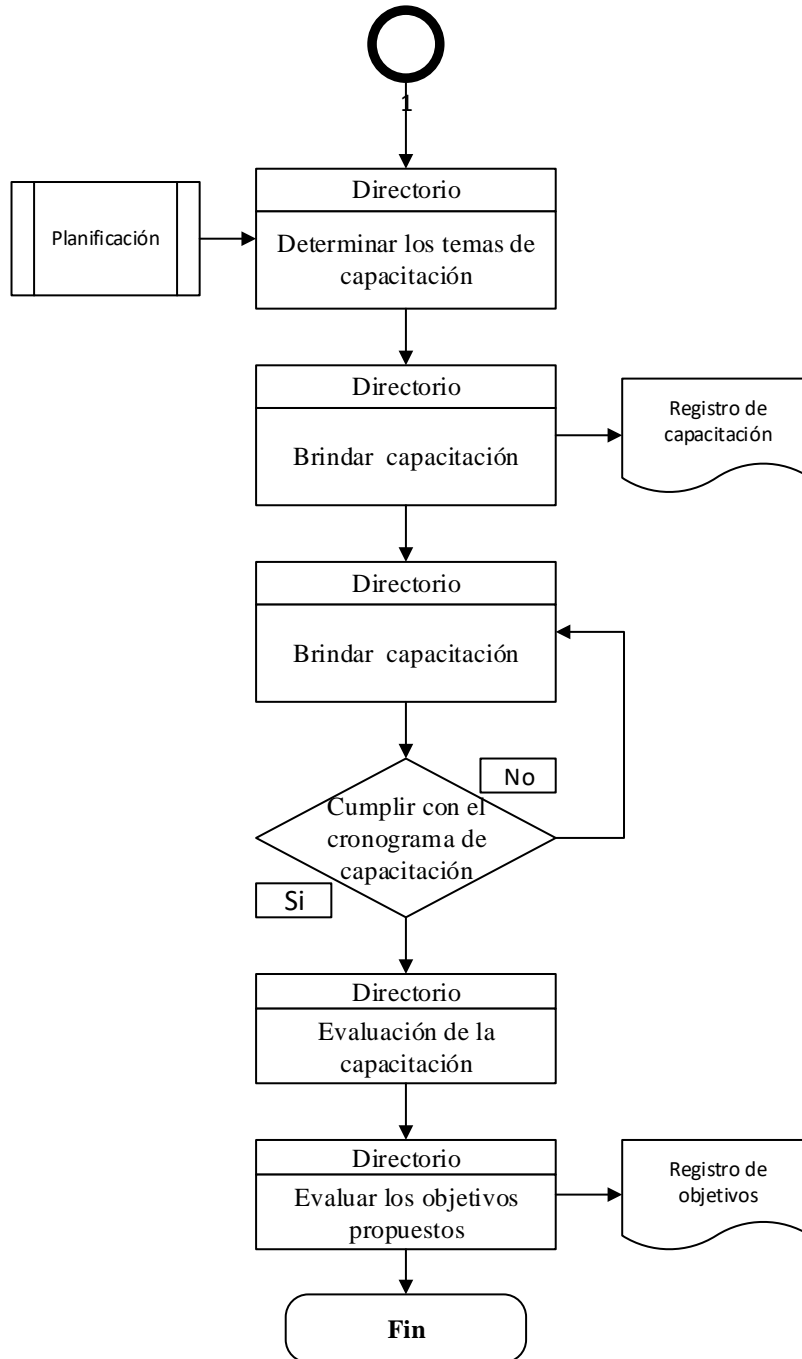 1
Directorio
Planificación
Determinar los temas de
capacitación
Directorio
Brindar  capacitación
Registro de
capacitación
Directorio
Brindar  capacitación
No
Cumplir con el
cronograma de
capacitación
Si
Directorio
Evaluación de la
capacitación
Directorio
Evaluar los objetivos
propuestos
Registro de
objetivos
Fin